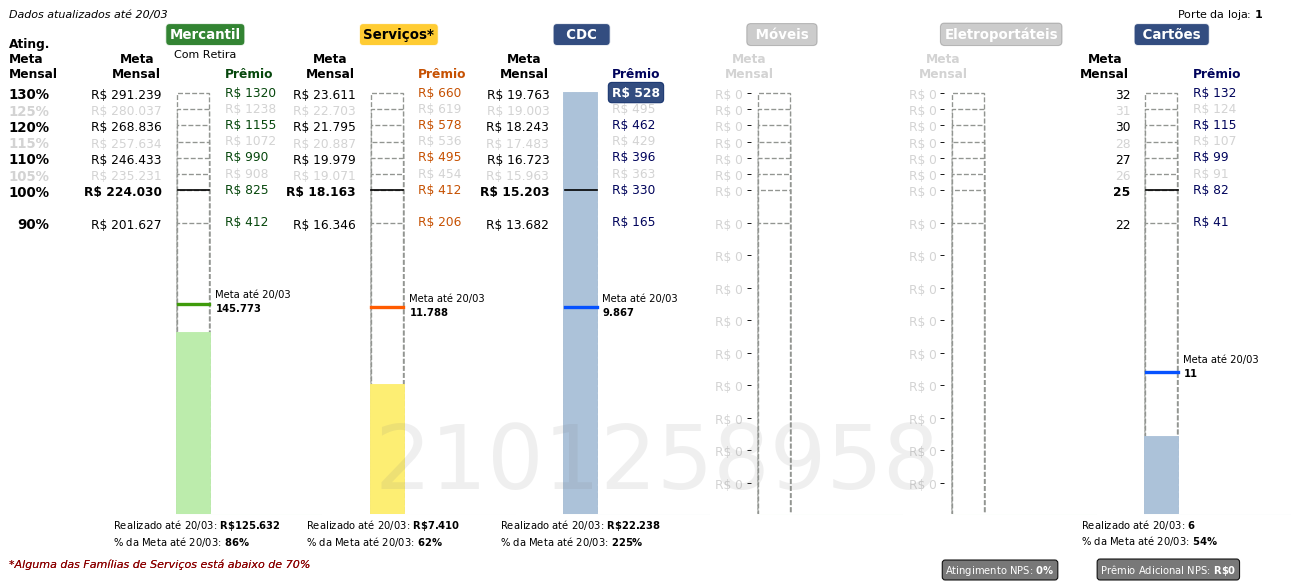 Dados atualizados até 20/03
Porte da loja: 1
Mercantil Serviços* CDC Móveis Eletroportáteis Cartões
Com Retira
Ating. Meta Mensal
Meta Mensal Prêmio Meta Mensal Prêmio Meta Mensal Prêmio Meta Mensal Meta Mensal Meta Mensal Prêmio
130% R$ 291.239 R$ 1320 R$ 23.611 R$ 660 R$ 19.763 R$ 528 R$ 0 R$ 0 32 R$ 132
125% R$ 280.037 R$ 1238 R$ 22.703 R$ 619 R$ 19.003 R$ 495 R$ 0 R$ 0 31 R$ 124
120% R$ 268.836 R$ 1155 R$ 21.795 R$ 578 R$ 18.243 R$ 462 R$ 0 R$ 0 30 R$ 115
115% R$ 257.634 R$ 1072 R$ 20.887 R$ 536 R$ 17.483 R$ 429 R$ 0 R$ 0 28 R$ 107
110% R$ 246.433 R$ 990 R$ 19.979 R$ 495 R$ 16.723 R$ 396 R$ 0 R$ 0 27 R$ 99
105% R$ 235.231 R$ 908 R$ 19.071 R$ 454 R$ 15.963 R$ 363 R$ 0 R$ 0 26 R$ 91
100% R$ 224.030 R$ 825 R$ 18.163 R$ 412 R$ 15.203 R$ 330 R$ 0 R$ 0 25 R$ 82
90% R$ 201.627 R$ 412 R$ 16.346 R$ 206 R$ 13.682 R$ 165 R$ 0 R$ 0 22 R$ 41
R$ 0 R$ 0
R$ 0 R$ 0
Meta até 20/03 Meta até 20/03 Meta até 20/03
145.773 11.788 9.867
R$ 0 R$ 0
R$ 0 R$ 0
Meta até 20/03
11
R$ 0 R$ 0
R$ 0 R$ 0
R$ 0 R$ 0
R$ 0 R$ 0
2101258958
Realizado até 20/03: R$125.632 Realizado até 20/03: R$7.410 Realizado até 20/03: R$22.238 Realizado até 20/03: 6
% da Meta até 20/03: 86% % da Meta até 20/03: 62% % da Meta até 20/03: 225% % da Meta até 20/03: 54%
*Alguma das Famílias de Serviços está abaixo de 70%
Atingimento NPS: 0% Prêmio Adicional NPS: R$0